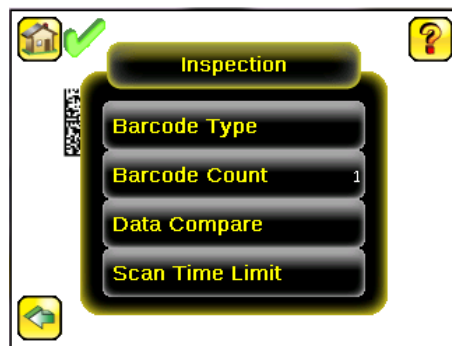 Inspection
Barcode Type
Barcode Count 1
Data Compare
Scan Time Limit